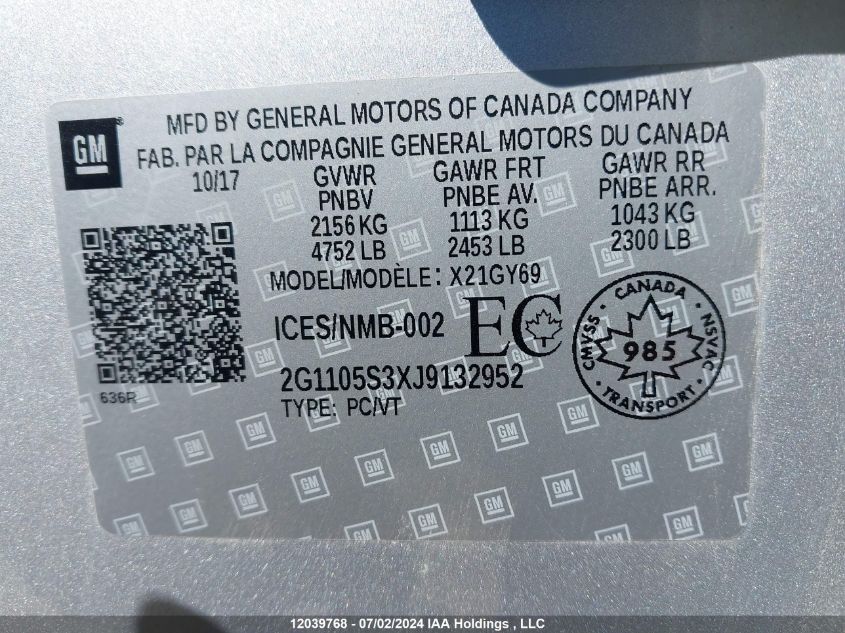 GM
MFD BY GENERAL MOTORS OF CANADA COMPANY
FAB. PAR LA COMPAGNIE GENERAL MOTORS DU CANADA
10/17 GVWR GAWR FRT GAWR RR
PNBV PNBE AV. PNBE ARR.
2156 KG 1113 KG 1043 KG
4752 LB 2453 LB 2300 LB
MODEL/MODÈLE: X21GY69
ICES/NMB-002 EC
2G1105S3XJ9132952
TYPE: PC/VT
636R
CANADA
CMVSS 985 NSVAC
TRANSPORT
12039768 - 07/02/2024 IAA Holdings , LLC